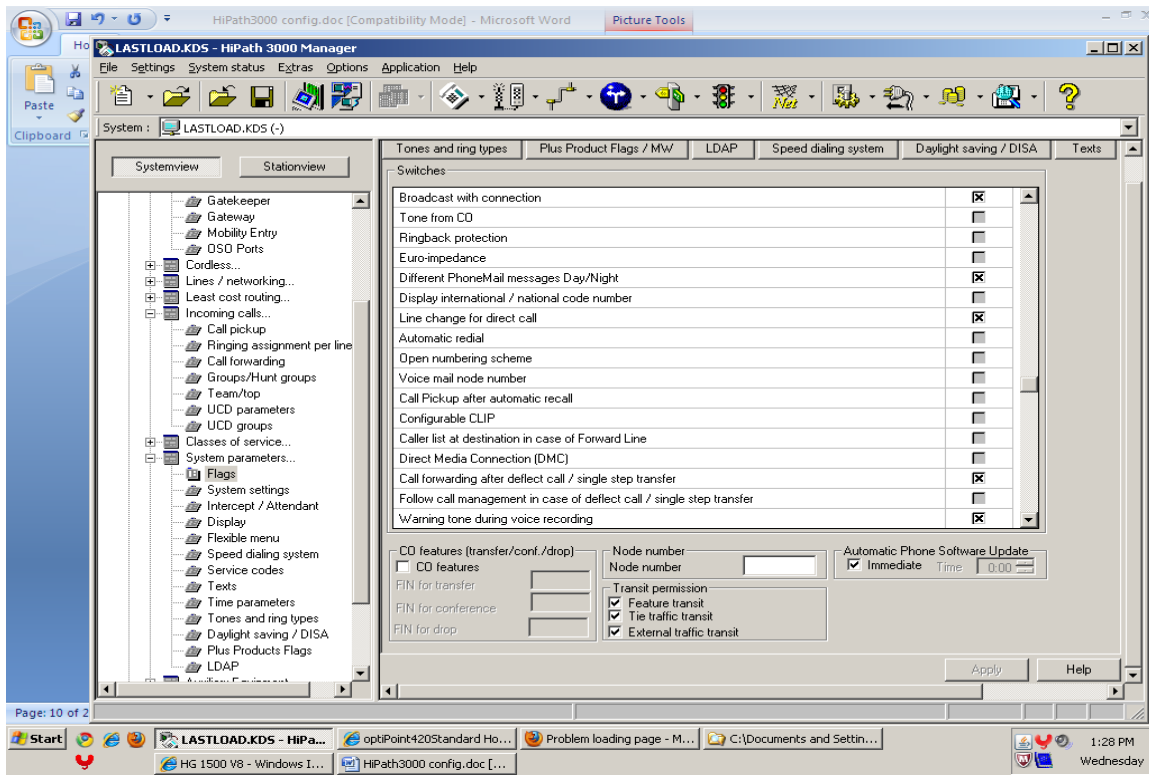 HiPath3000 config.doc [Compatibility Mode] - Microsoft Word
Picture Tools
Ho
Paste
Clipboard
LASTLOAD.KDS - HiPath 3000 Manager
File Settings System status Extras Options Application Help
Net
System : LASTLOAD.KDS (-)
Systemview Stationview
Gatekeeper
Gateway
Mobility Entry
OSO Ports
Cordless...
Lines / networking...
Least cost routing...
Incoming calls...
Call pickup
Ringing assignment per line
Call forwarding
Groups/Hunt groups
Team/top
UCD parameters
UCD groups
Classes of service...
System parameters...
Flags
System settings
Intercept / Attendant
Display
Flexible menu
Speed dialing system
Service codes
Texts
Time parameters
Tones and ring types
Daylight saving / DISA
Plus Products Flags
LDAP
Tones and ring types Plus Product Flags / MW LDAP Speed dialing system Daylight saving / DISA Texts
Switches
Broadcast with connection
Tone from CO
Ringback protection
Euro-impedance
Different PhoneMail messages Day/Night
Display international / national code number
Line change for direct call
Automatic redial
Open numbering scheme
Voice mail node number
Call Pickup after automatic recall
Configurable CLIP
Caller list at destination in case of Forward Line
Direct Media Connection (DMC)
Call forwarding after deflect call / single step transfer
Follow call management in case of deflect call / single step transfer
Warning tone during voice recording
CO features (transfer/conf./drop)
CO features
FIN for transfer
FIN for conference
FIN for drop
Node number
Node number
Transit permission
Feature transit
Tie traffic transit
External traffic transit
Automatic Phone Software Update
Immediate Time 0:00
Apply Help
Page: 10 of 2
Start LASTLOAD.KDS - HiPa... optiPoint420Standard Ho... Problem loading page - M... C:\Documents and Settin... 1:28 PM
HG 1500 V8 - Windows I... HiPath3000 config.doc [... Wednesday